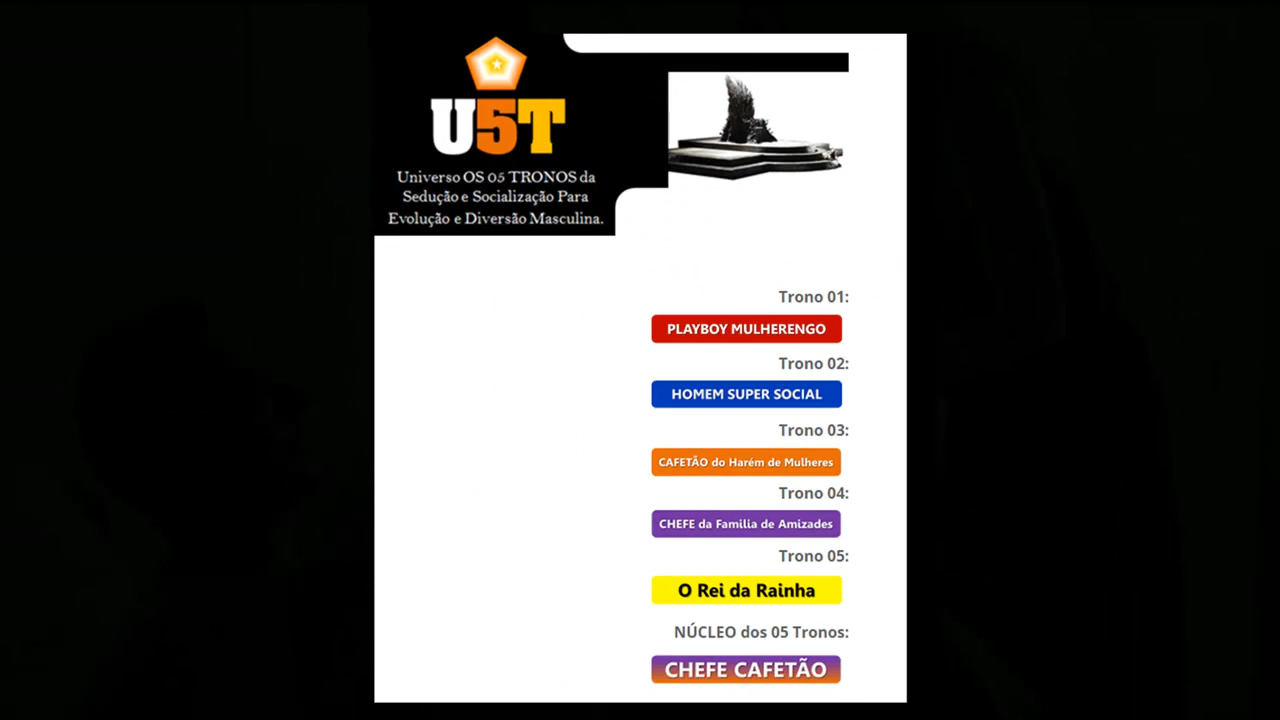 U5T
Universo OS 05 TRONOS da
Sedução e Socialização Para
Evolução e Diversão Masculina.
Trono 01:
PLAYBOY MULHERENGO
Trono 02:
HOMEM SUPER SOCIAL
Trono 03:
CAFETÃO do Harém de Mulheres
Trono 04:
CHEFE da Familia de Amizades
Trono 05:
O Rei da Rainha
NÚCLEO dos 05 Tronos:
CHEFE CAFETÃO